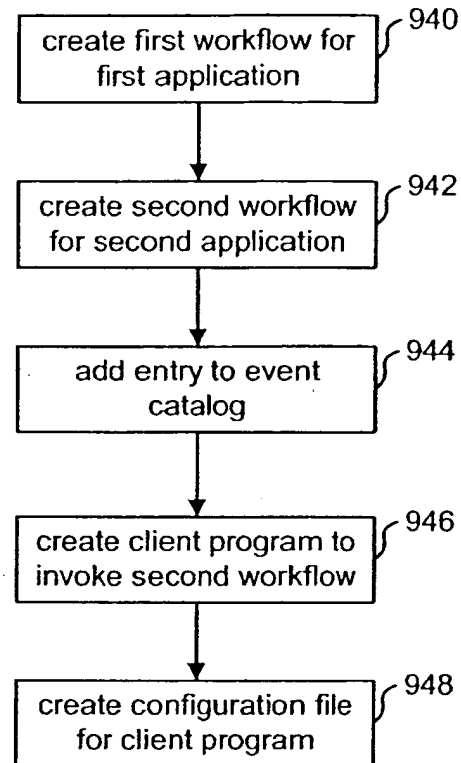 940
create first workflow for
first application
942
create second workflow
for second application
944
add entry to event
catalog
946
create client program to
invoke second workflow
948
create configuration file
for client program